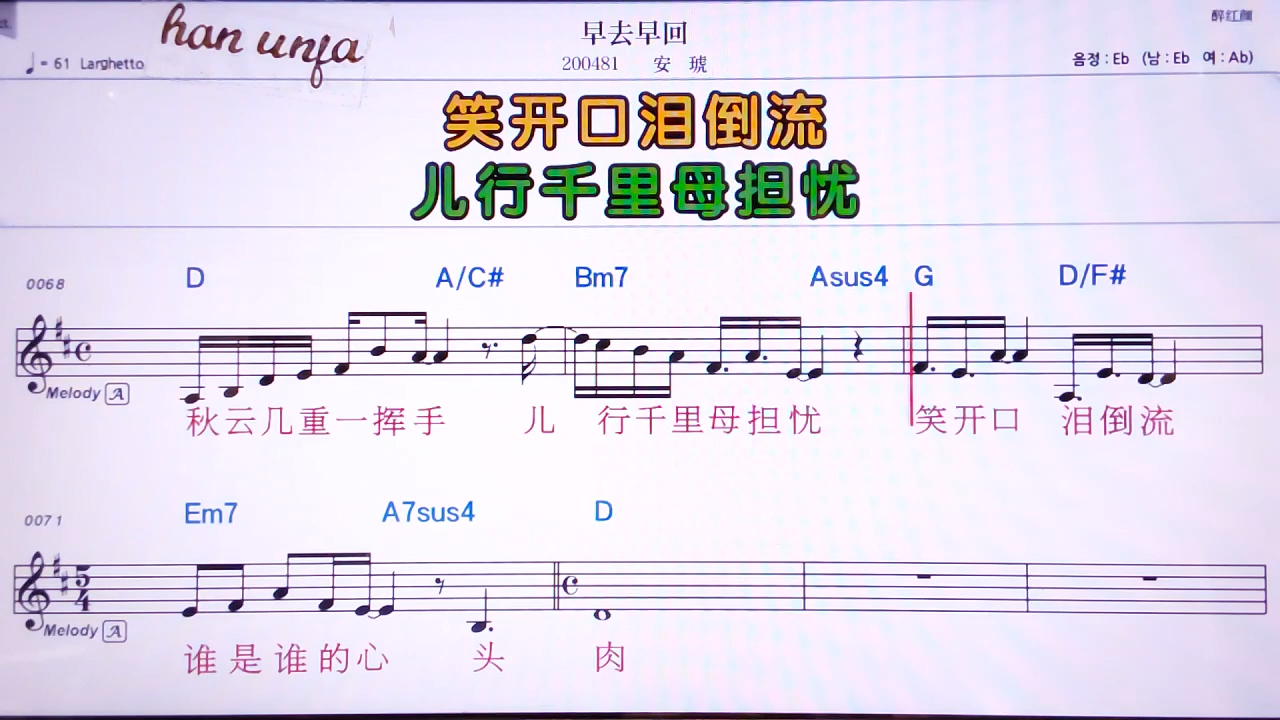 han unfa
早去早回
醉红颜
♩= 61 Larghetto
200481 安 琥
음정 : Eb (남 : Eb 여 : Ab)
笑开口泪倒流
儿行千里母担忧
0068 D A/C# Bm7 Asus4 G D/F#
Melody A
秋云几重一挥手 儿 行千里母担忧 笑开口 泪倒流
0071 Em7 A7sus4 D
5
4
Melody A
谁是谁的心 头 肉